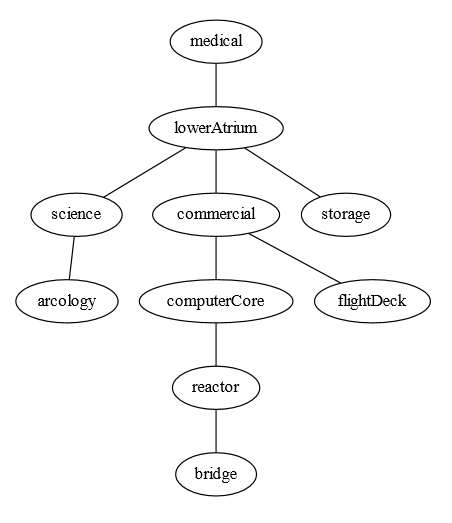 medical
lowerAtrium
science
commercial
storage
arcology
computerCore
flightDeck
reactor
bridge